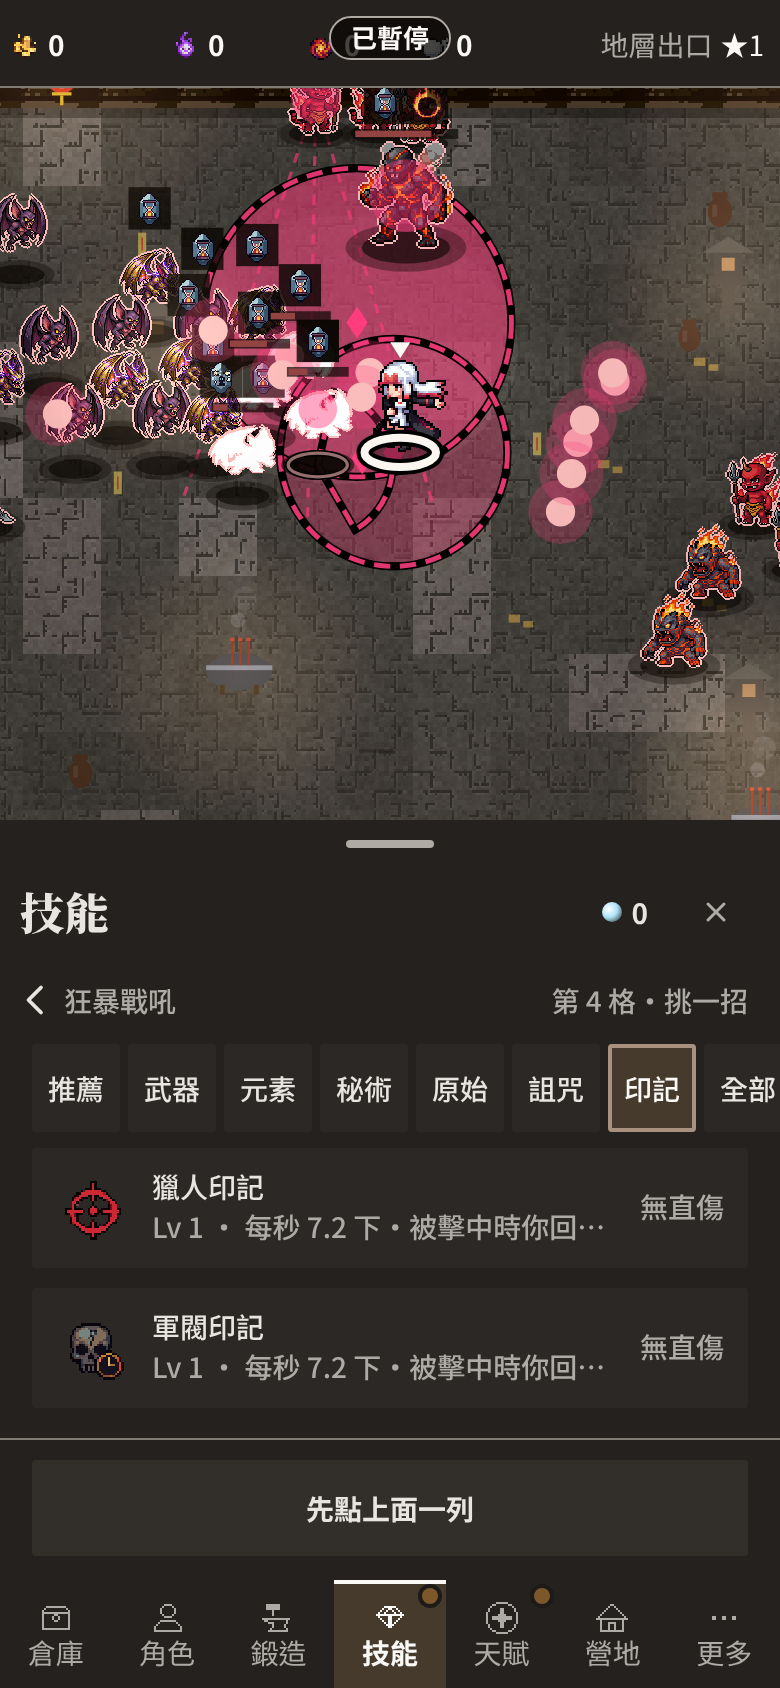 0
0
已暫停
0
地層出口 ★1
技能
0
狂暴戰吼
第 4 格・挑一招
推薦
武器
元素
秘術
原始
詛咒
印記
全部
獵人印記
Lv 1 · 每秒 7.2 下・被擊中時你回…
無直傷
軍閥印記
Lv 1 · 每秒 7.2 下・被擊中時你回…
無直傷
先點上面一列
倉庫
角色
鍛造
技能
天賦
營地
更多